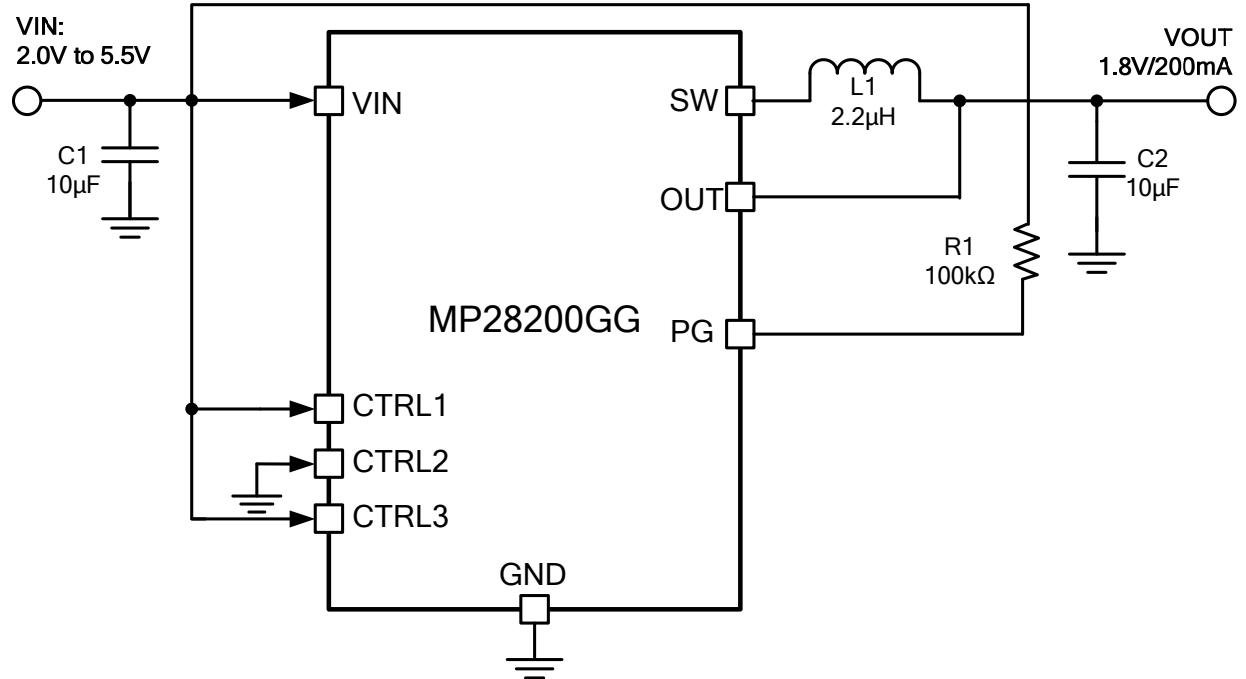 VIN:
2.0V to 5.5V
VOUT
1.8V/200mA
VIN
SW
L1
2.2µH
C1
10µF
OUT
C2
10µF
R1
100kΩ
MP28200GG
PG
CTRL1
CTRL2
CTRL3
GND